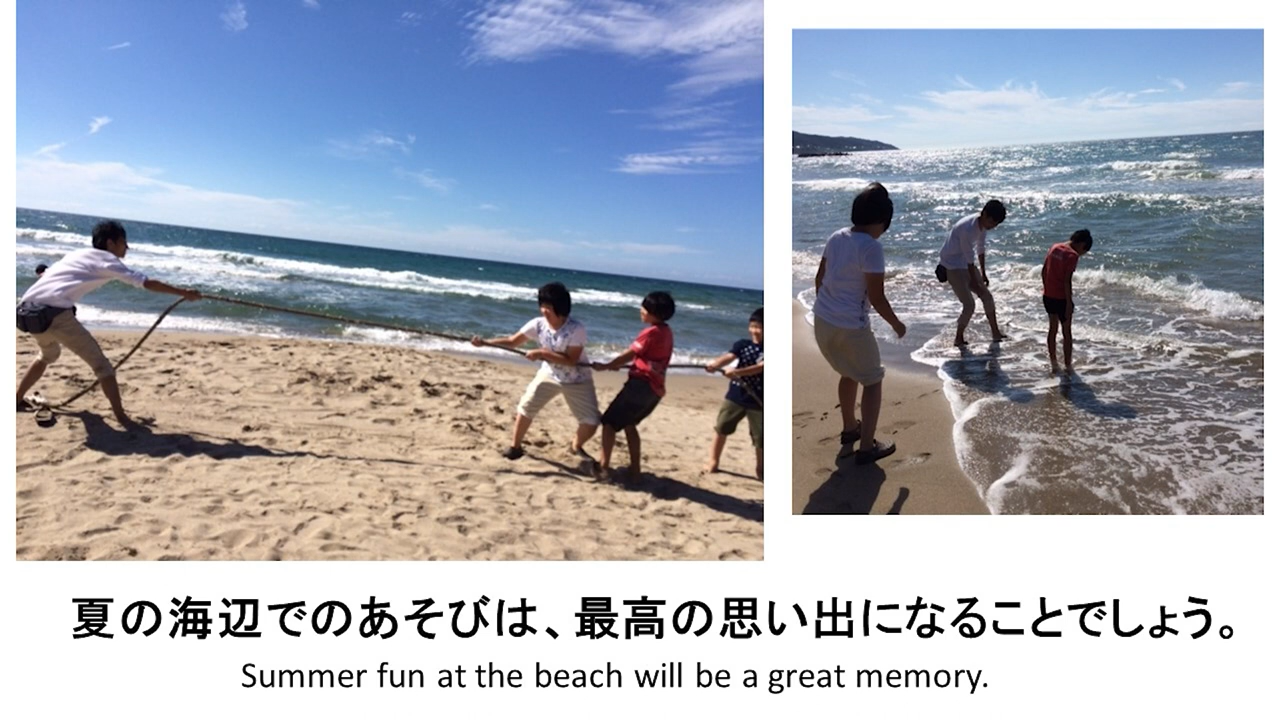 夏の海辺でのあそびは、最高の思い出になることでしょう。
Summer fun at the beach will be a great memory.